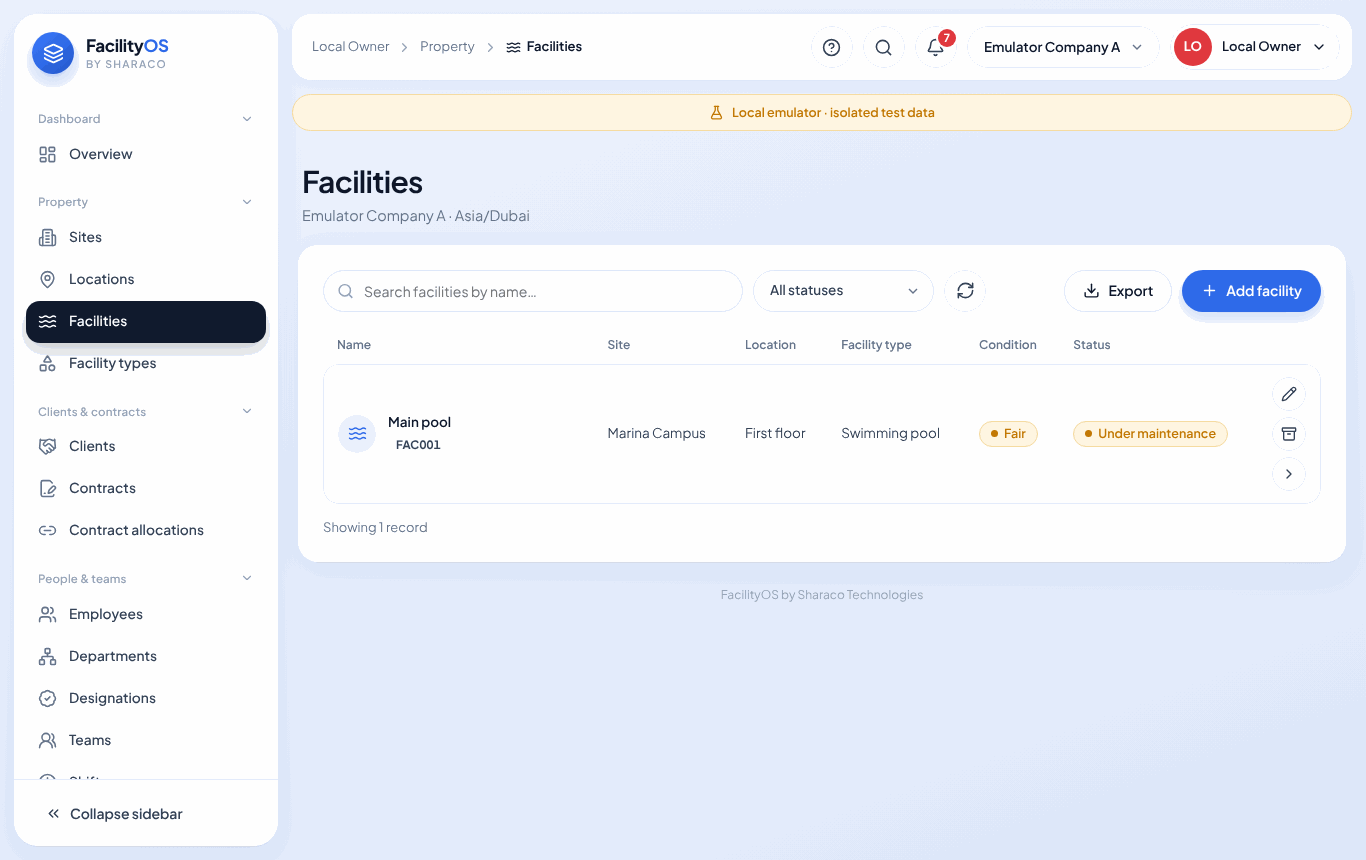 FacilityOS
BY SHARACO
Dashboard
Overview
Property
Sites
Locations
Facilities
Facility types
Clients & contracts
Clients
Contracts
Contract allocations
People & teams
Employees
Departments
Designations
Teams
Collapse sidebar
Local Owner
Property
Facilities
7
Emulator Company A
LO
Local Owner
Local emulator · isolated test data
Facilities
Emulator Company A · Asia/Dubai
Search facilities by name…
All statuses
Export
Add facility
Name Site Location Facility type Condition Status
Main pool
FAC001
Marina Campus First floor Swimming pool Fair Under maintenance
Showing 1 record
FacilityOS by Sharaco Technologies